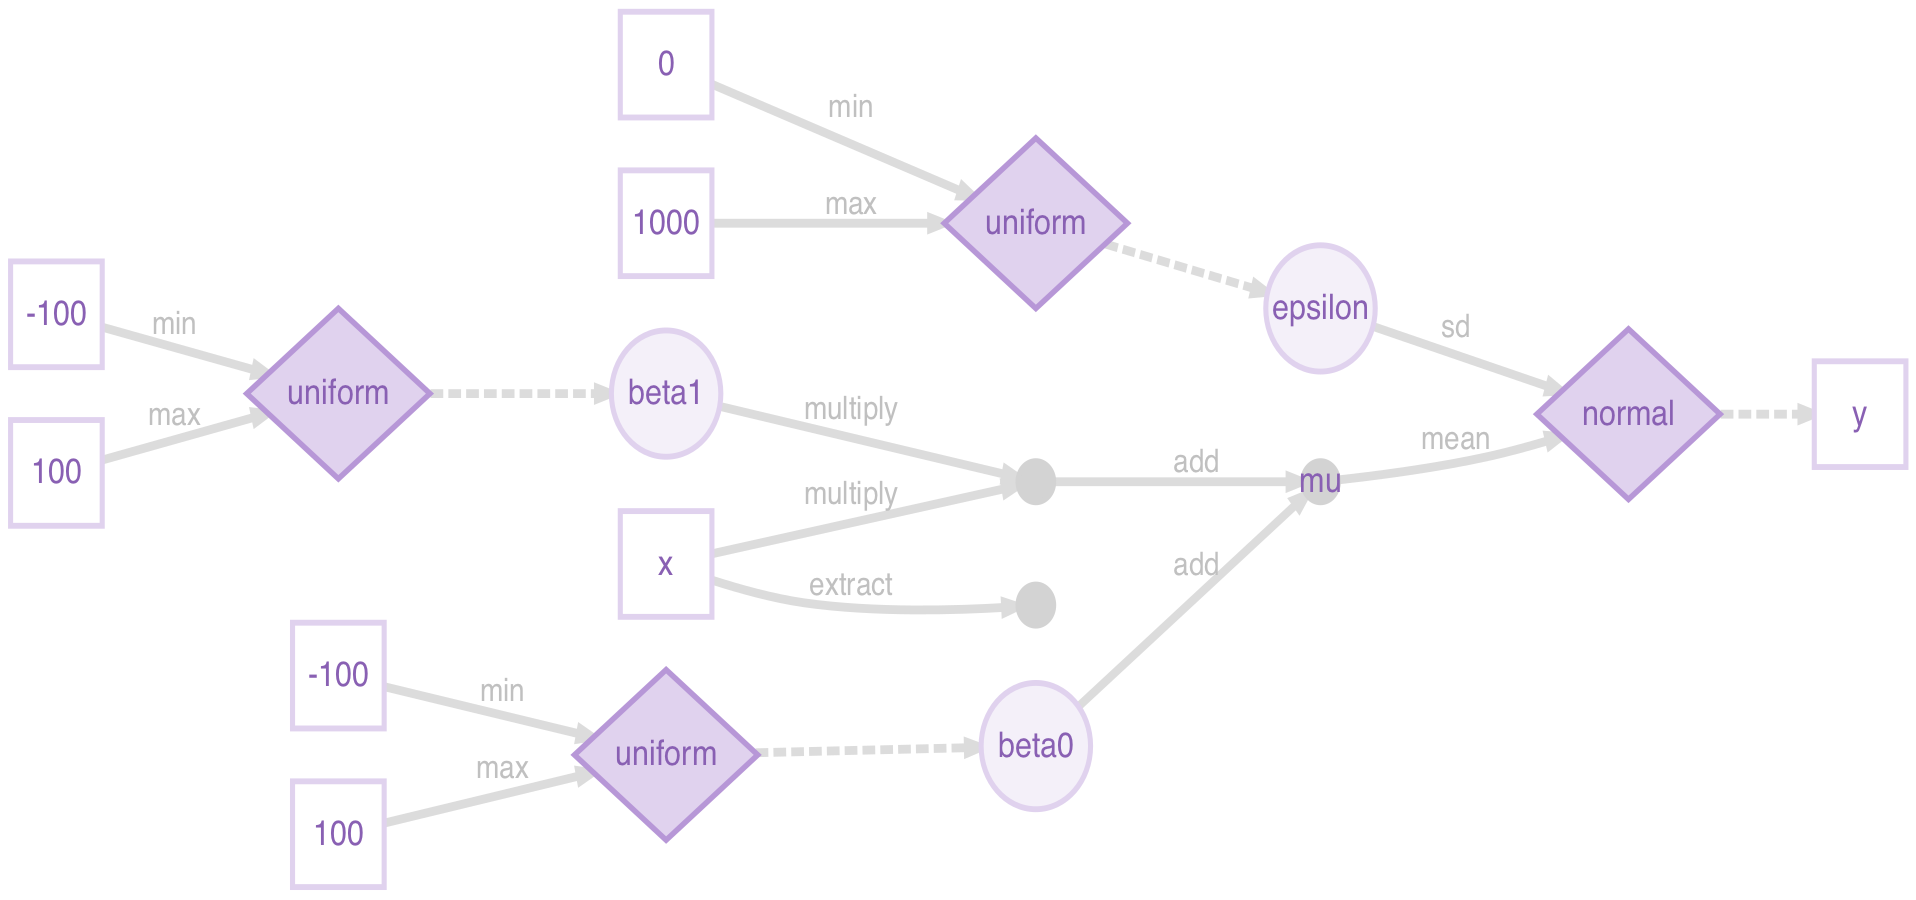 0
min
1000
max
uniform
-100
min
100
max
uniform
beta1
epsilon
sd
multiply
multiply
x
extract
add
add
mu
mean
normal
y
-100
min
100
max
uniform
beta0